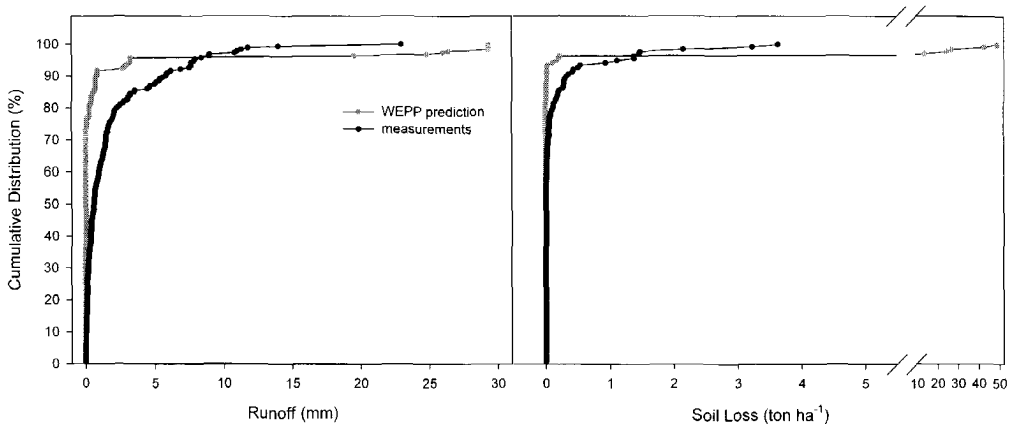 Cumulative Distribution (%)
100
90
80
70
60
50
40
30
20
10
0
WEPP prediction
measurements
0 5 10 15 20 25 30
Runoff (mm)
0 1 2 3 4 5 10 20 30 40 50
Soil Loss (ton ha⁻¹)